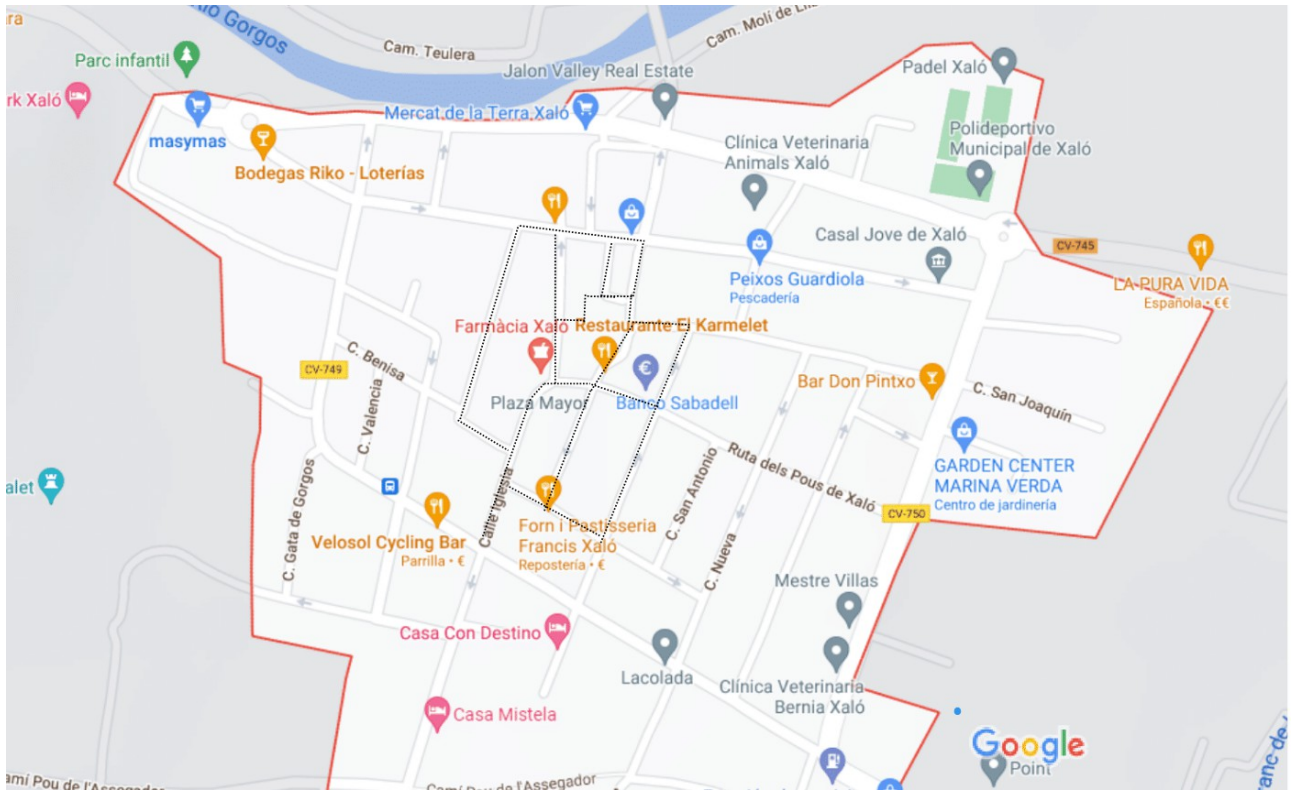 ara
Río Gorgos
Cam. Teulera
Cam. Molí de
Parc infantil
Jalon Valley Real Estate
Padel Xaló
rk Xaló
Mercat de la Terra Xaló
masymas
Clínica Veterinaria
Animals Xaló
Polideportivo
Municipal de Xaló
Bodegas Riko - Loterías
Casal Jove de Xaló
CV-745
Peixos Guardiola
Pescadería
LA PURA VIDA
Española • €€
Farmàcia Xaló
Restaurante El Karmelet
C. Benisa
CV-749
C. Valencia
Plaza Mayor
Banco Sabadell
Bar Don Pintxo
C. San Joaquín
alet
C. Gata de Gorgos
Calle Iglesia
C. San Antonio
Ruta dels Pous de Xaló
GARDEN CENTER
MARINA VERDA
Centro de jardinería
CV-750
Velosol Cycling Bar
Parrilla • €
Forn i Pastisseria
Francis Xaló
Repostería • €
C. Nueva
Mestre Villas
Casa Con Destino
Lacolada
Clínica Veterinaria
Bernia Xaló
Casa Mistela
Google
Point
amí Pou de l'Assegador
Camí Pou de l'Assegador
anc de